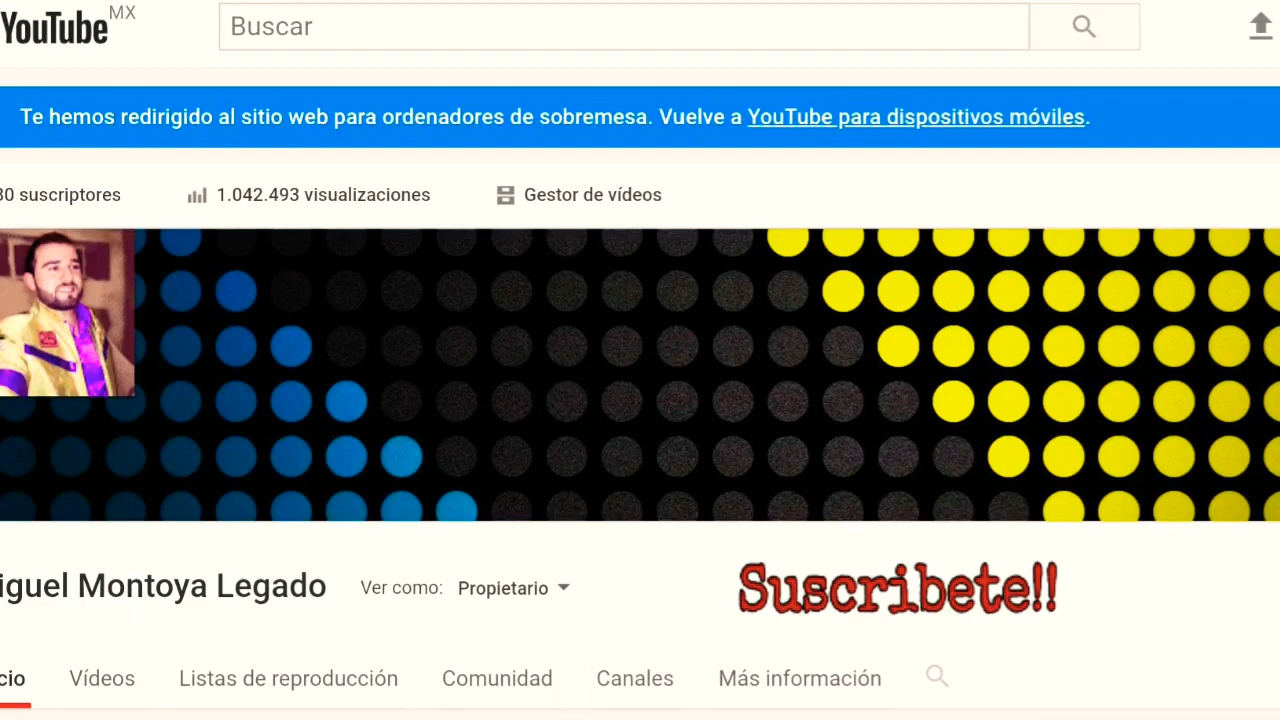 YouTube MX
Buscar
Te hemos redirigido al sitio web para ordenadores de sobremesa. Vuelve a YouTube para dispositivos móviles.
30 suscriptores 1.042.493 visualizaciones Gestor de vídeos
iguel Montoya Legado Ver como: Propietario Suscribete!!
cio Vídeos Listas de reproducción Comunidad Canales Más información